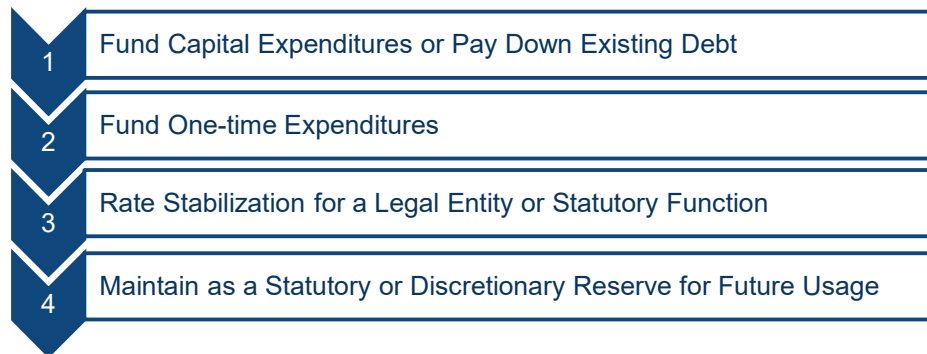 1 Fund Capital Expenditures or Pay Down Existing Debt
2 Fund One-time Expenditures
3 Rate Stabilization for a Legal Entity or Statutory Function
4 Maintain as a Statutory or Discretionary Reserve for Future Usage